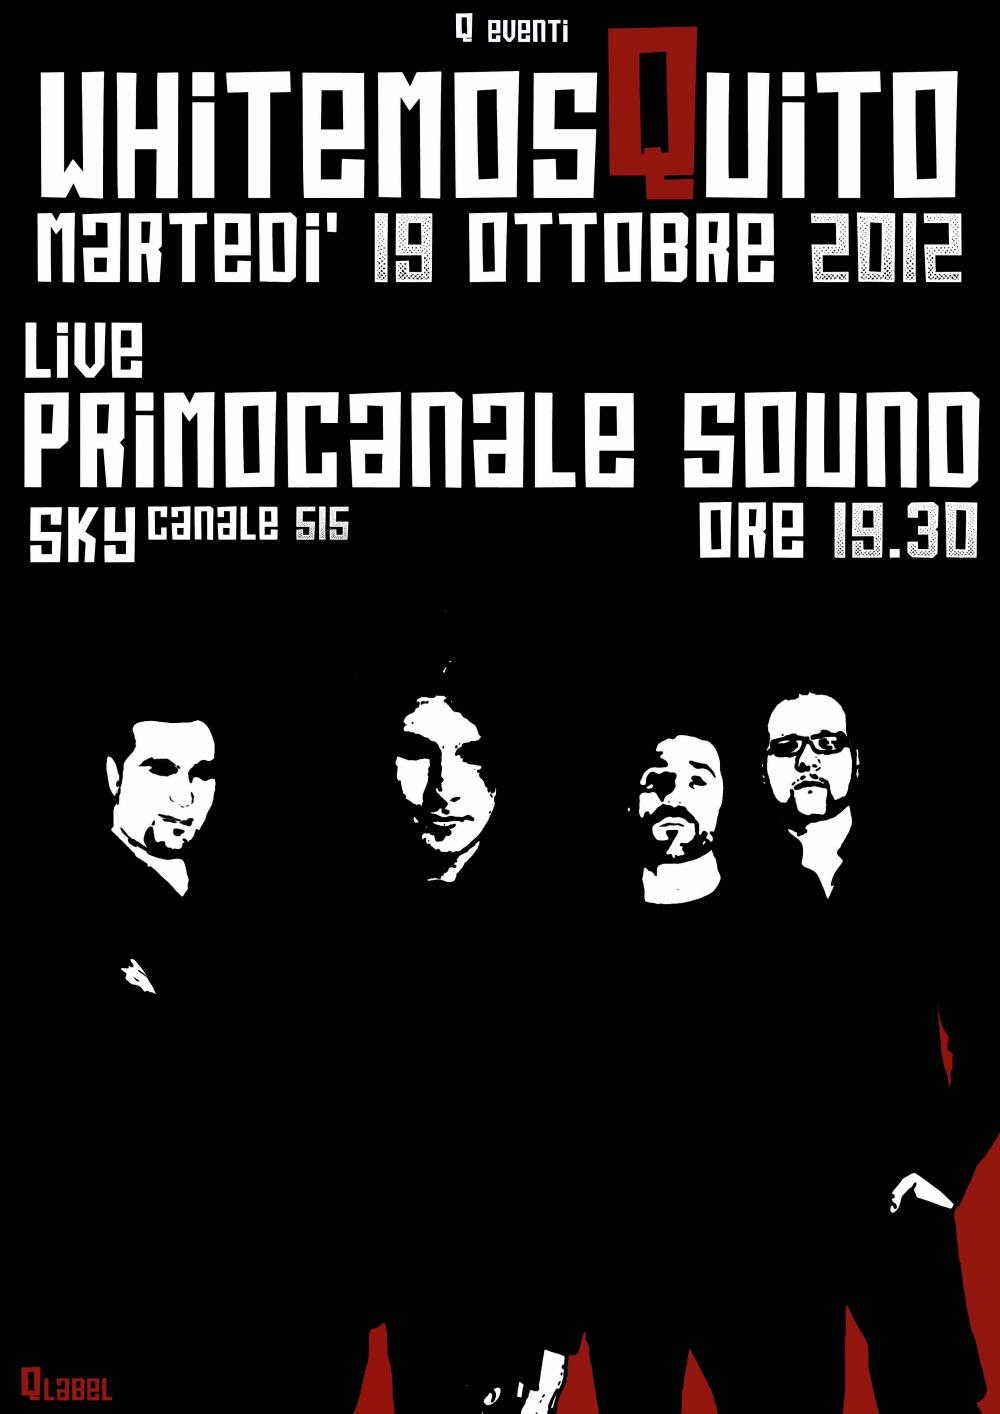 Q eventi
WHiTeMOSQUiTO
MaRTeDi' 19 OTTOBRe 2012
Live
PRiMOCanaLe SOUND
SKY canaLe 515
ORe 19.30
QLaBeL